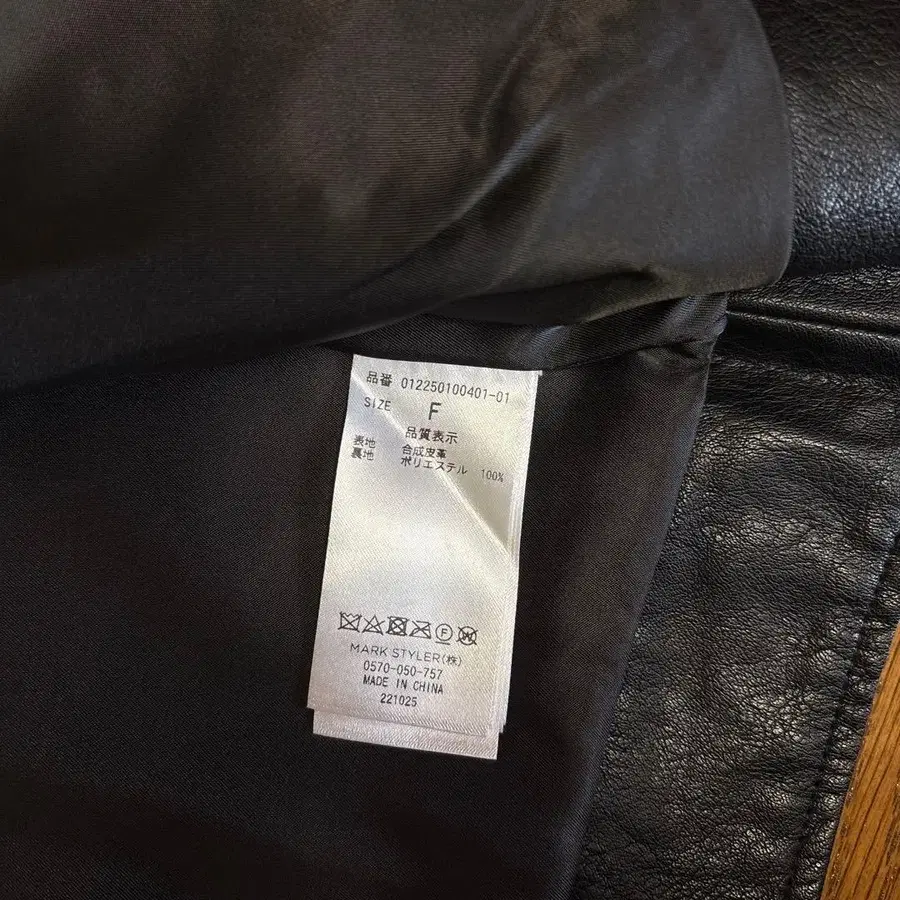 品番 012250100401-01
SIZE F
品質表示
表地 合成皮革
裏地 ポリエステル 100%
F W
MARK STYLER(株)
0570-050-757
MADE IN CHINA
221025